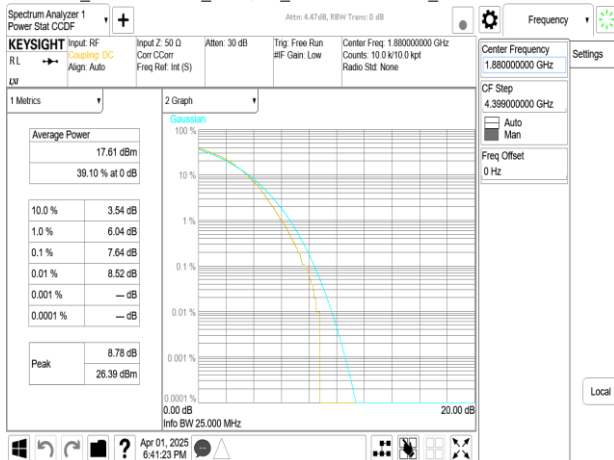 Spectrum Analyzer 1
Power Stat CCDF
+
Attn: 4.47dB, RBW Trans: 0 dB
Frequency
KEYSIGHT
RL
LXI
Input: RF
Coupling: DC
Align: Auto
Input Z: 50 Ω
Corr CCorr
Freq Ref: Int (S)
Atten: 30 dB
Trig: Free Run
#IF Gain: Low
Center Freq: 1.880000000 GHz
Counts: 10.0 k/10.0 kpt
Radio Std: None
Center Frequency
1.880000000 GHz
Settings
CF Step
4.399000000 GHz
Auto
Man
Freq Offset
0 Hz
Local
1 Metrics
Average Power
17.61 dBm
39.10 % at 0 dB
10.0 % 3.54 dB
1.0 % 6.04 dB
0.1 % 7.64 dB
0.01 % 8.52 dB
0.001 % --- dB
0.0001 % --- dB
Peak
8.78 dB
26.39 dBm
2 Graph
Gaussian
100 %
10 %
1 %
0.1 %
0.01 %
0.001 %
0.0001 %
0.00 dB
20.00 dB
Info BW 25.000 MHz
?
Apr 01, 2025
6:41:23 PM